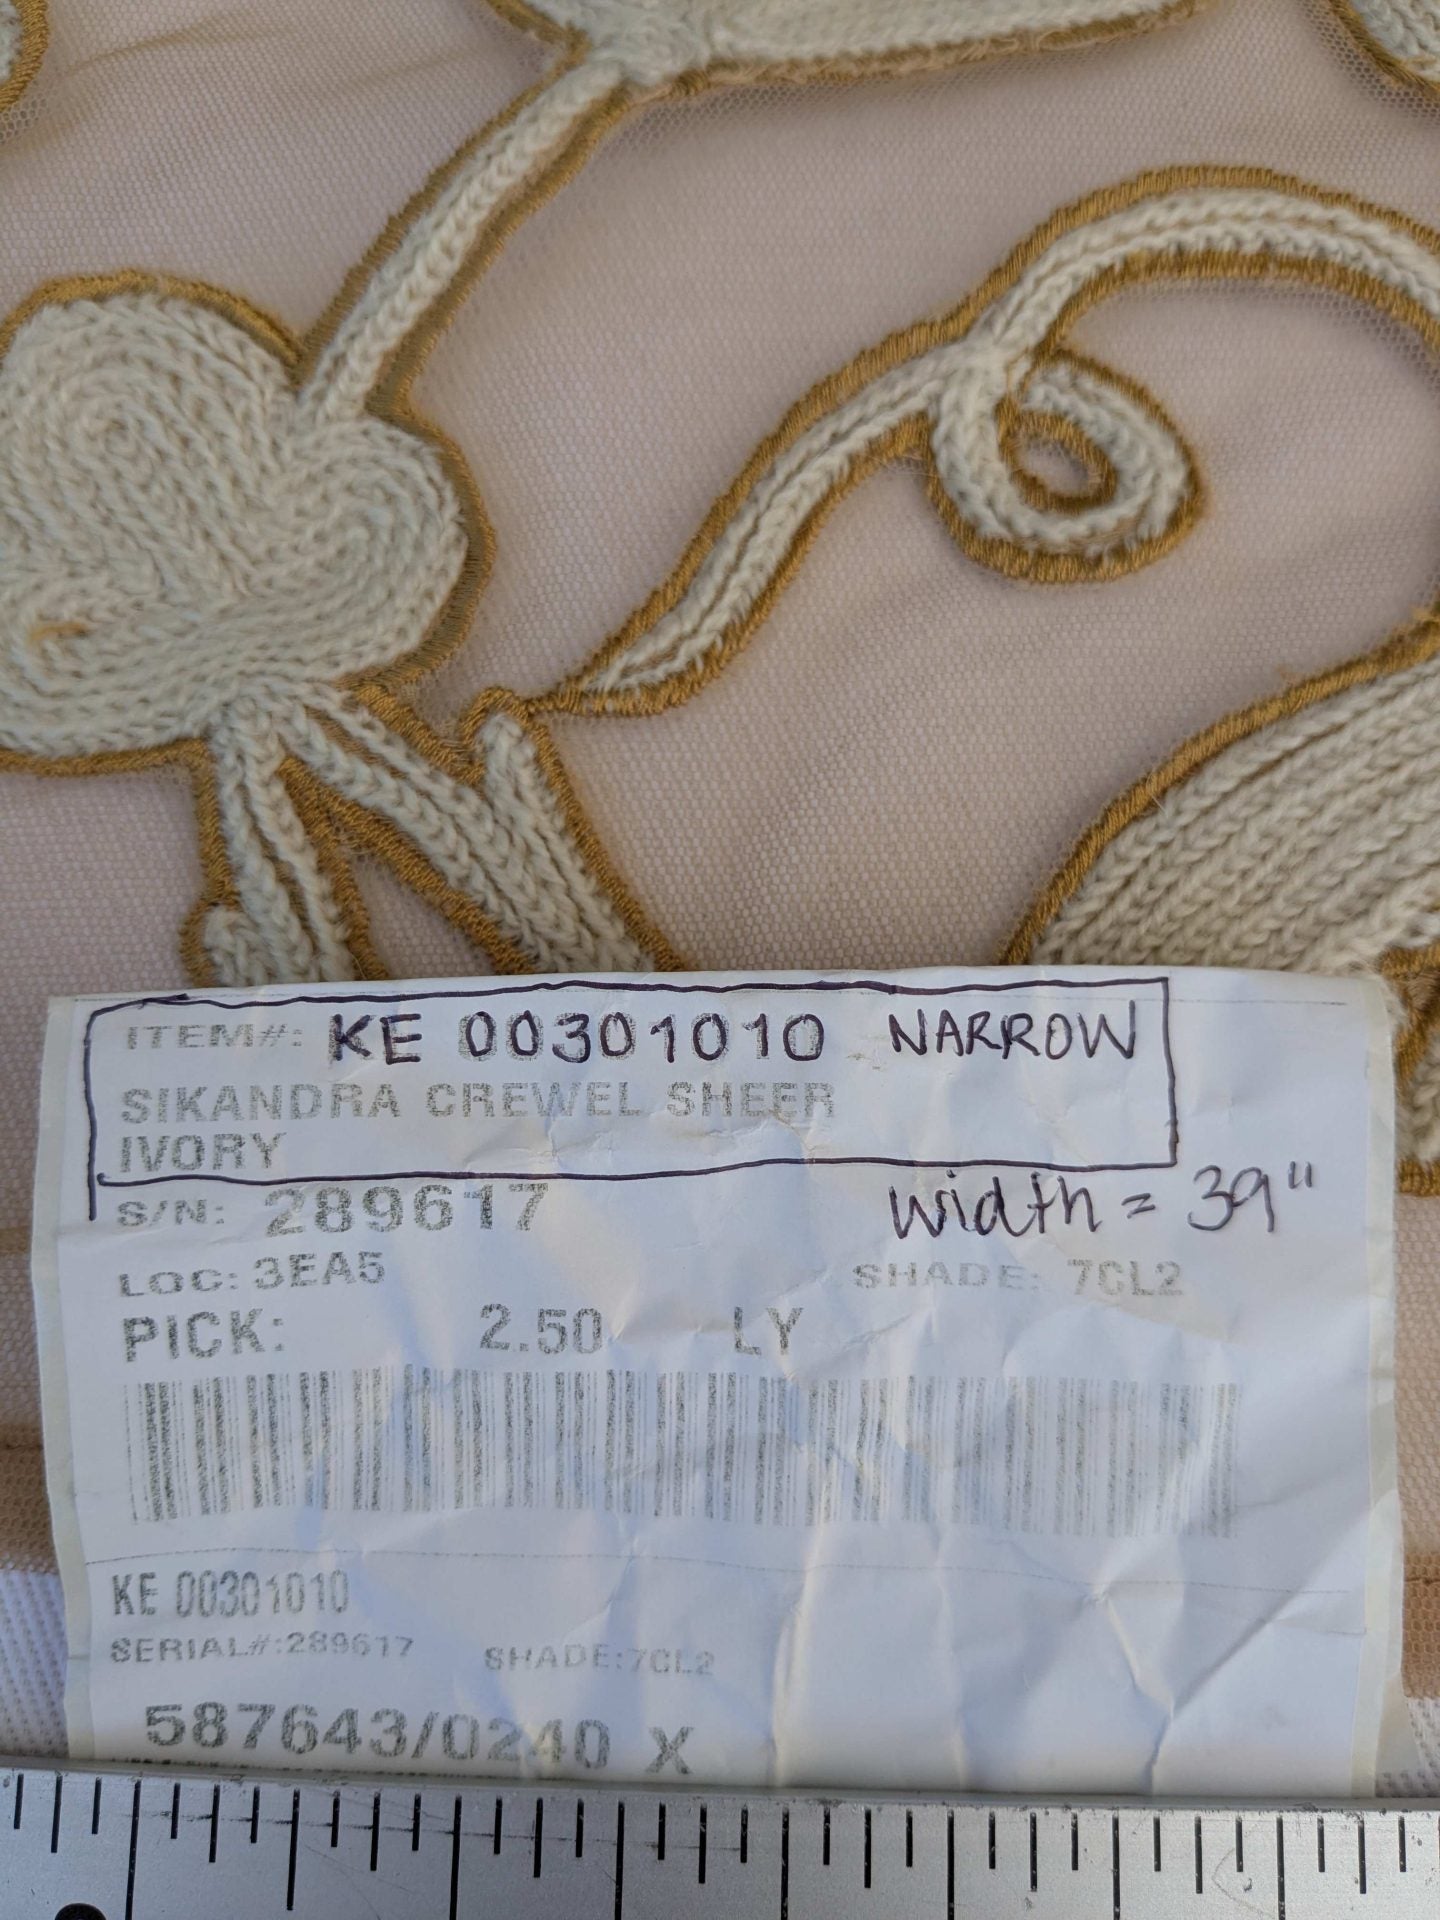 ITEM#: KE 00301010 NARROW
SIKANDRA CREWEL SHEER
IVORY
S/N: 289617 width = 39"
LOC: 3EA5 SHADE: 7CL2
PICK: 2.50 LY
KE 00301010
SERIAL#:289617 SHADE:7CL2
587643/0240 X